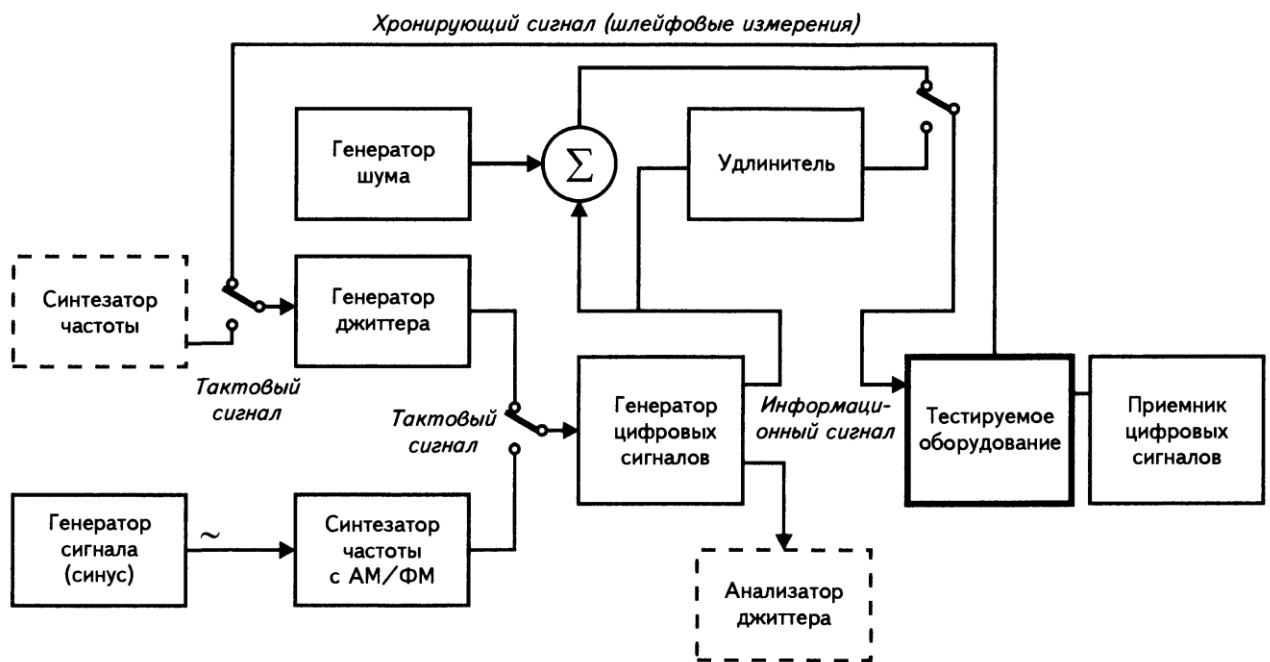 Хронирующий сигнал (шлейфовые измерения)
Генератор
шума
Σ
Удлинитель
Синтезатор
частоты
Генератор
джиттера
Тактовый
сигнал
Тактовый
сигнал
Генератор
цифровых
сигналов
Информаци-
онный сигнал
Тестируемое
оборудование
Приемник
цифровых
сигналов
Генератор
сигнала
(синус)
~
Синтезатор
частоты
с АМ/ФМ
Анализатор
джиттера